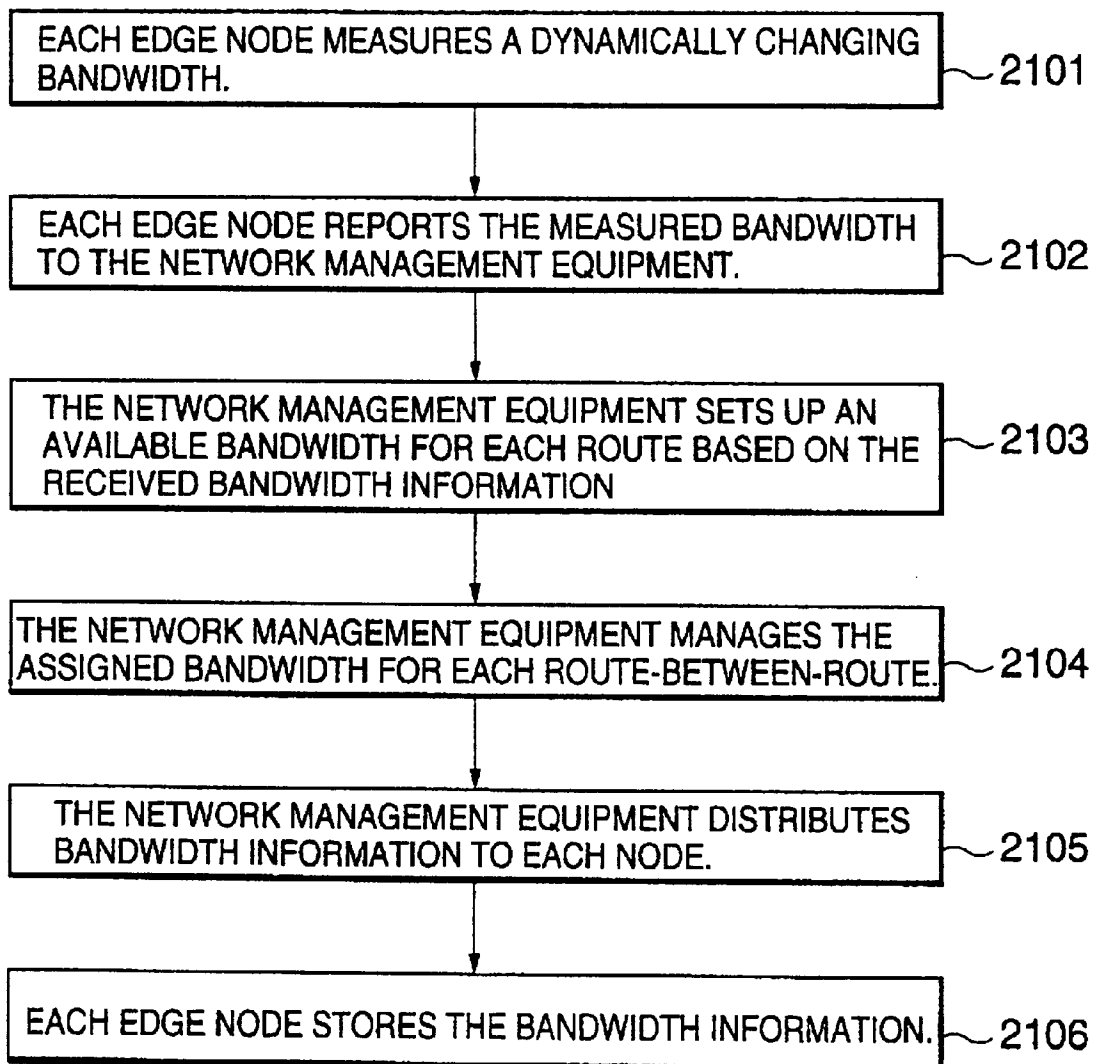 EACH EDGE NODE MEASURES A DYNAMICALLY CHANGING
BANDWIDTH.
2101
EACH EDGE NODE REPORTS THE MEASURED BANDWIDTH
TO THE NETWORK MANAGEMENT EQUIPMENT.
2102
THE NETWORK MANAGEMENT EQUIPMENT SETS UP AN
AVAILABLE BANDWIDTH FOR EACH ROUTE BASED ON THE
RECEIVED BANDWIDTH INFORMATION
2103
THE NETWORK MANAGEMENT EQUIPMENT MANAGES THE
ASSIGNED BANDWIDTH FOR EACH ROUTE-BETWEEN-ROUTE.
2104
THE NETWORK MANAGEMENT EQUIPMENT DISTRIBUTES
BANDWIDTH INFORMATION TO EACH NODE.
2105
EACH EDGE NODE STORES THE BANDWIDTH INFORMATION.
2106